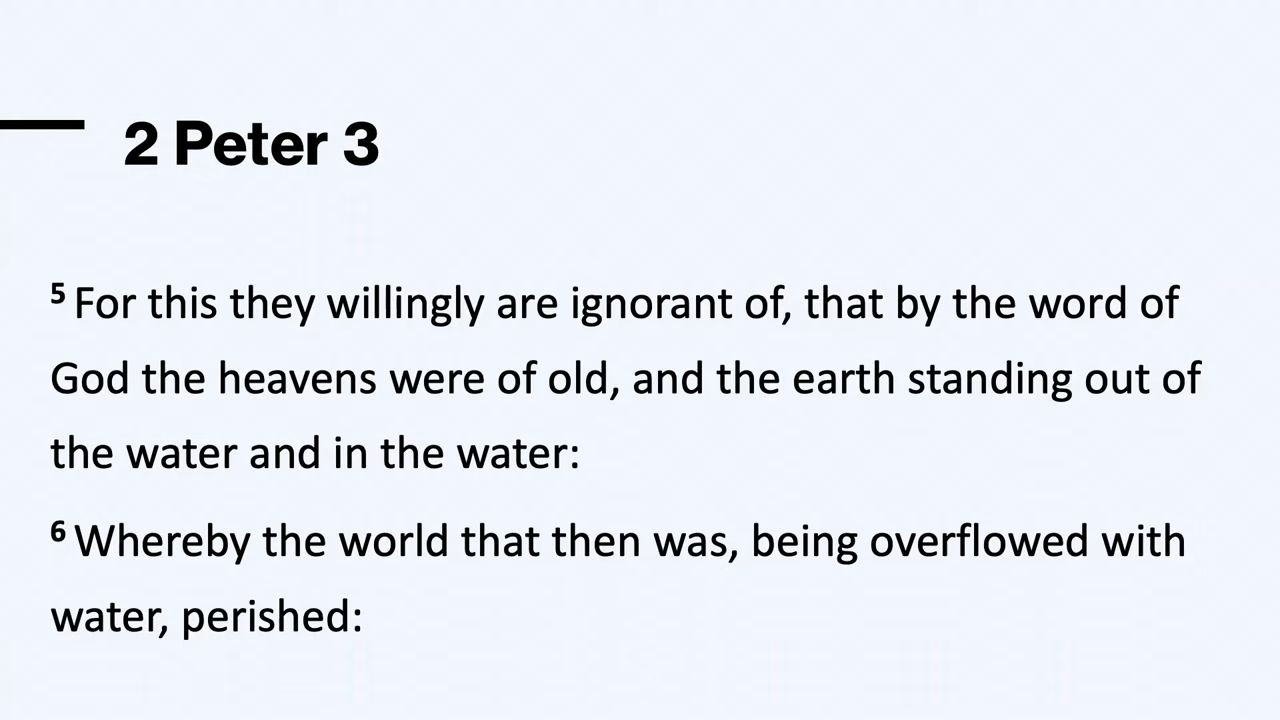 2 Peter 3
5 For this they willingly are ignorant of, that by the word of
God the heavens were of old, and the earth standing out of
the water and in the water:
6 Whereby the world that then was, being overflowed with
water, perished: